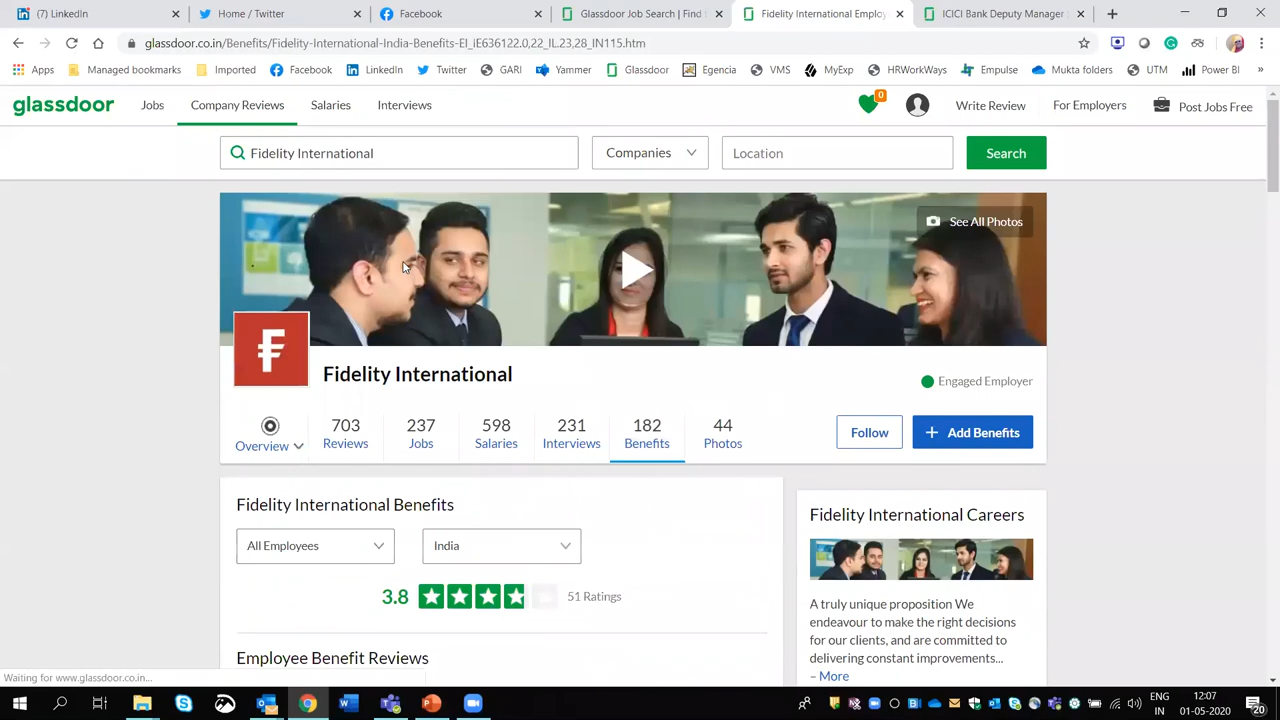 (7) LinkedIn
Home / Twitter
Facebook
Glassdoor Job Search | Find
Fidelity International Employ
ICICI Bank Deputy Manager
glassdoor.co.in/Benefits/Fidelity-International-India-Benefits-EI_IE636122.0,22_IL.23,28_IN115.htm
Apps
Managed bookmarks
Imported
Facebook
LinkedIn
Twitter
GARI
Yammer
Glassdoor
Egencia
VMS
MyExp
HRWorkWays
Empulse
Mukta folders
UTM
Power BI
»
glassdoor
Jobs
Company Reviews
Salaries
Interviews
0
Write Review
For Employers
Post Jobs Free
Fidelity International
Companies
Location
Search
See All Photos
Fidelity International
Engaged Employer
Overview
703
Reviews
237
Jobs
598
Salaries
231
Interviews
182
Benefits
44
Photos
Follow
+ Add Benefits
Fidelity International Benefits
All Employees
India
3.8
51 Ratings
Employee Benefit Reviews
Fidelity International Careers
A truly unique proposition We
endeavour to make the right decisions
for our clients, and are committed to
delivering constant improvements...
– More
Waiting for www.glassdoor.co.in...
ENG
IN
12:07
01-05-2020
20